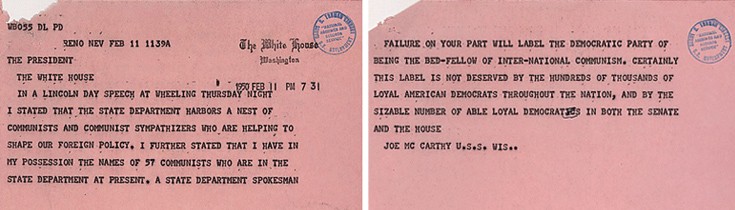 WB055 DL PD
RENO NEV FEB 11 1139A
The White House
Washington
THE PRESIDENT
THE WHITE HOUSE
1950 FEB 11 PM 7 31
IN A LINCOLN DAY SPEECH AT WHEELING THURSDAY NIGHT
I STATED THAT THE STATE DEPARTMENT HARBORS A NEST OF
COMMUNISTS AND COMMUNIST SYMPATHIZERS WHO ARE HELPING TO
SHAPE OUR FOREIGN POLICY. I FURTHER STATED THAT I HAVE IN
MY POSSESSION THE NAMES OF 57 COMMUNISTS WHO ARE IN THE
STATE DEPARTMENT AT PRESENT. A STATE DEPARTMENT SPOKESMAN
FAILURE ON YOUR PART WILL LABEL THE DEMOCRATIC PARTY OF
BEING THE BED-FELLOW OF INTER-NATIONAL COMMUNISM. CERTAINLY
THIS LABEL IS NOT DESERVED BY THE HUNDREDS OF THOUSANDS OF
LOYAL AMERICAN DEMOCRATS THROUGHOUT THE NATION, AND BY THE
SIZABLE NUMBER OF ABLE LOYAL DEMOCRATS IN BOTH THE SENATE
AND THE HOUSE
JOE MC CARTHY U.S.S. WIS..